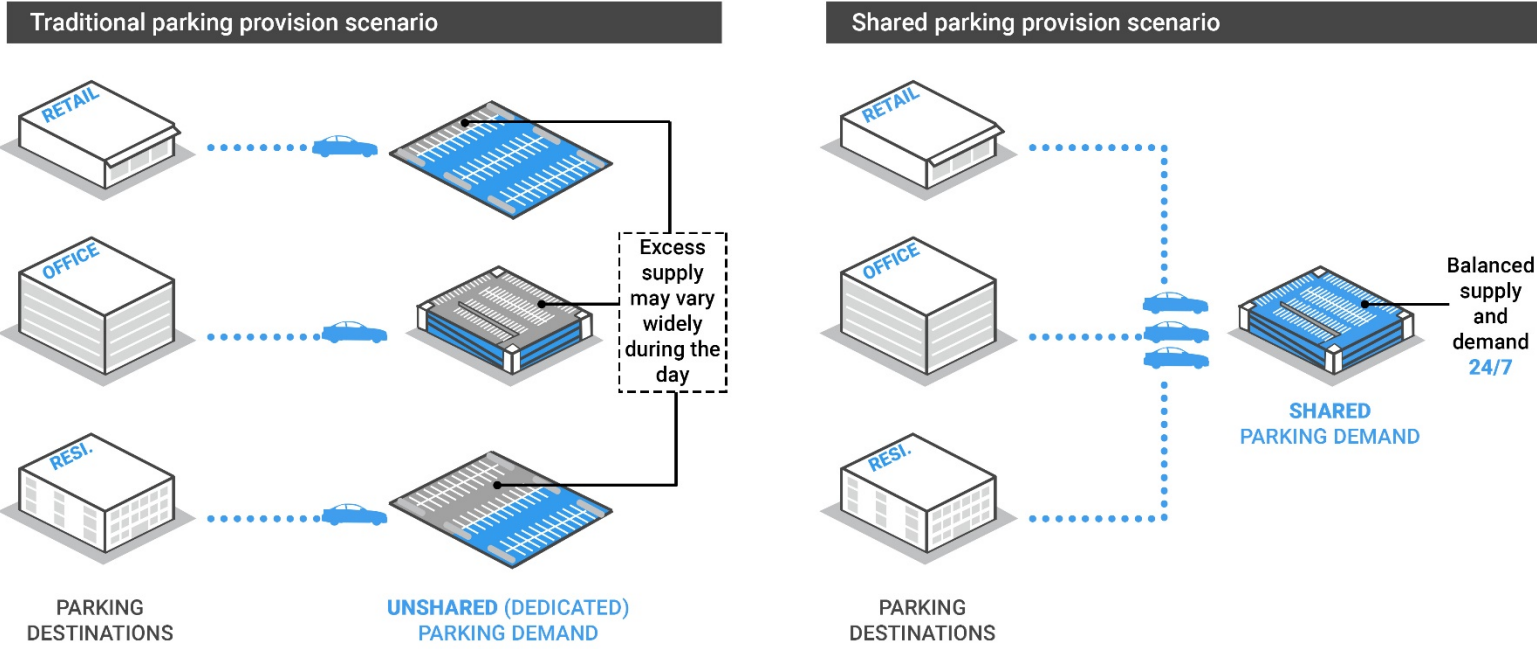 Traditional parking provision scenario
RETAIL
OFFICE
Excess
supply
may vary
widely
during the
day
RESI.
PARKING
DESTINATIONS
UNSHARED (DEDICATED)
PARKING DEMAND
Shared parking provision scenario
RETAIL
OFFICE
Balanced
supply
and
demand
24/7
SHARED
PARKING DEMAND
RESI.
PARKING
DESTINATIONS